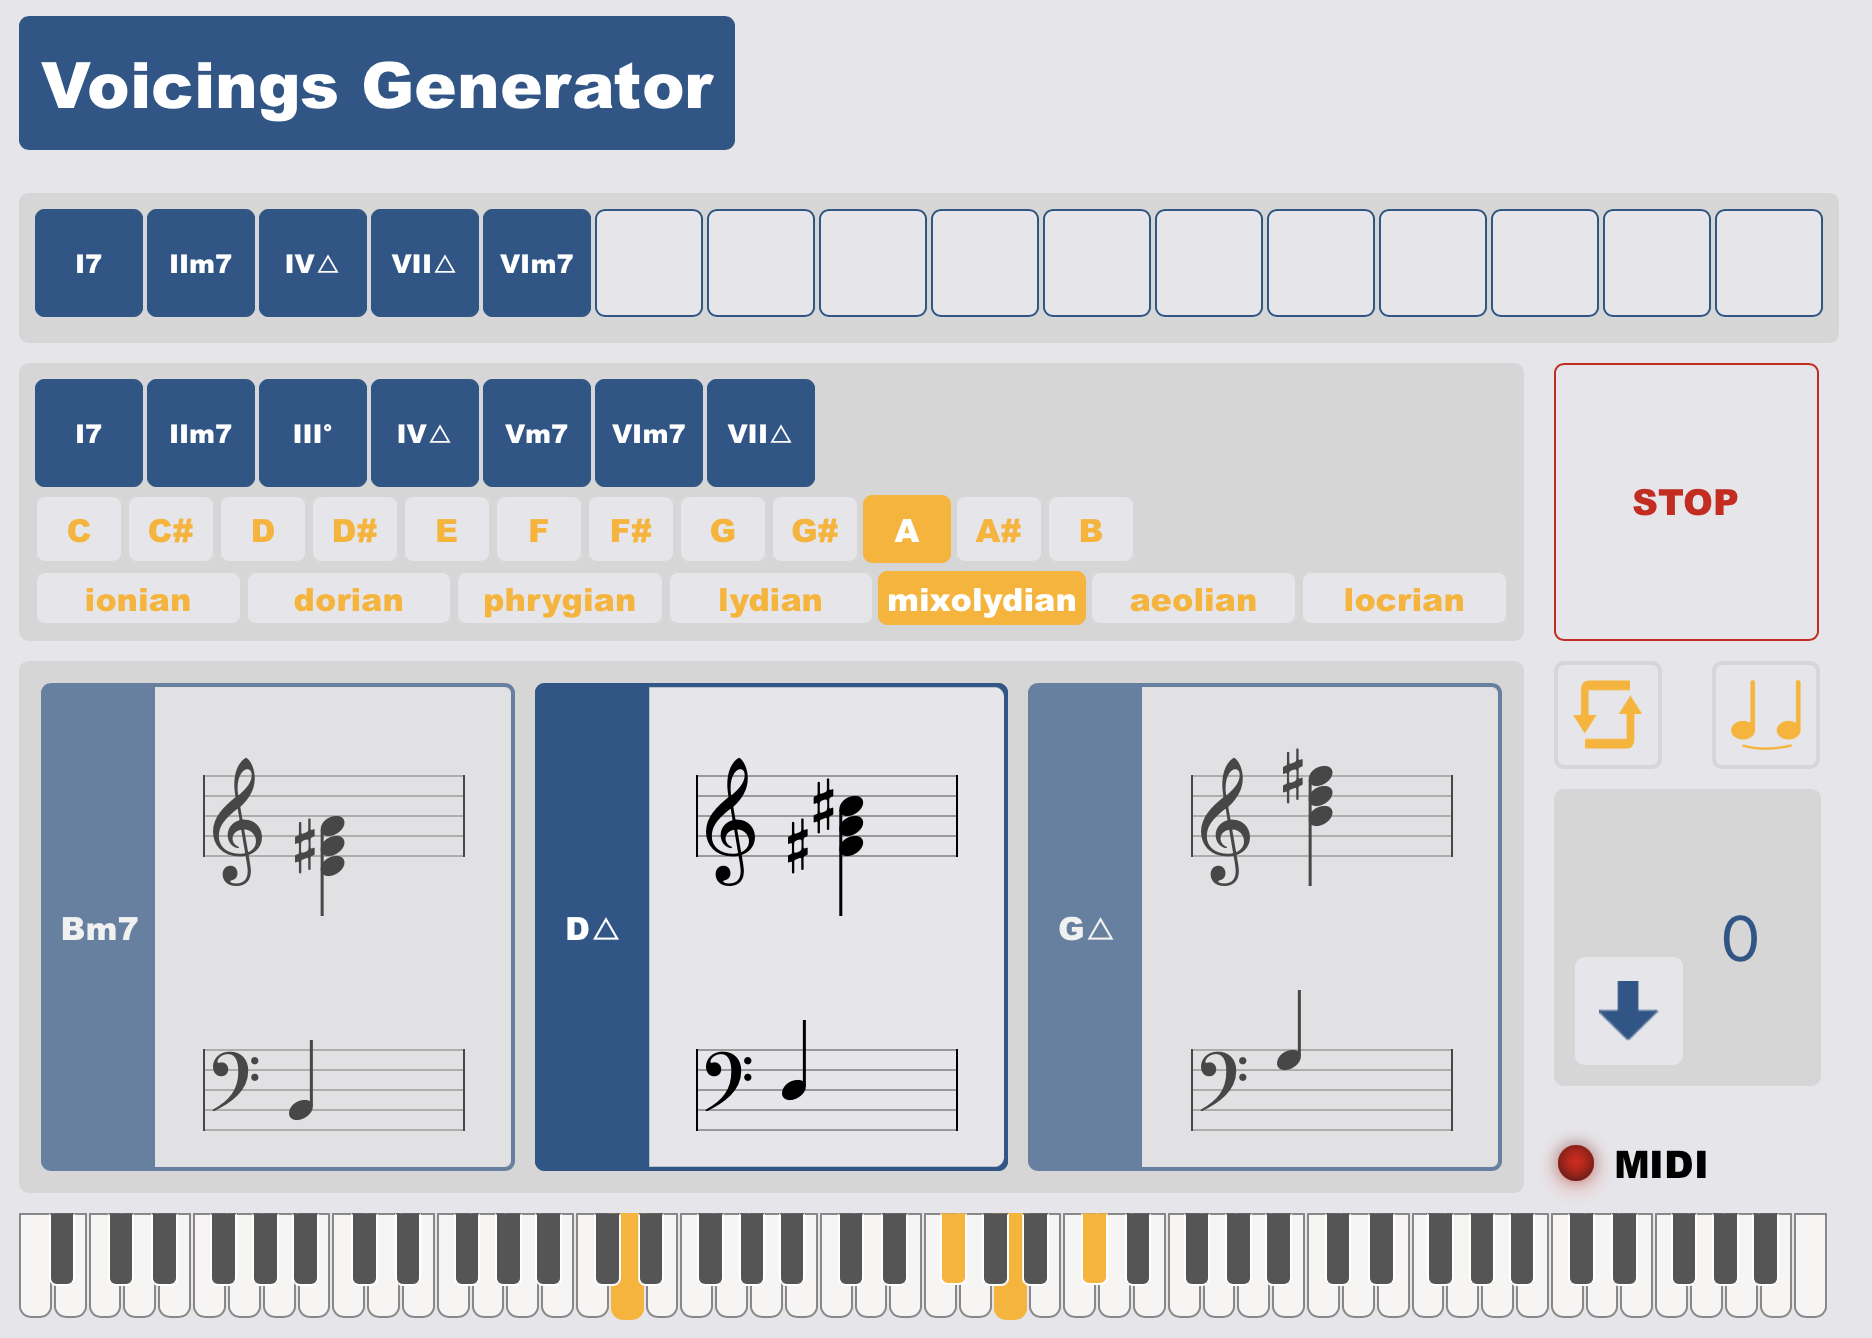 Voicings Generator
I7 IIm7 IV△ VII△ VIm7
I7 IIm7 III° IV△ Vm7 VIm7 VII△
C C# D D# E F F# G G# A A# B
ionian dorian phrygian lydian mixolydian aeolian locrian
STOP
Bm7 D△ G△
0
MIDI